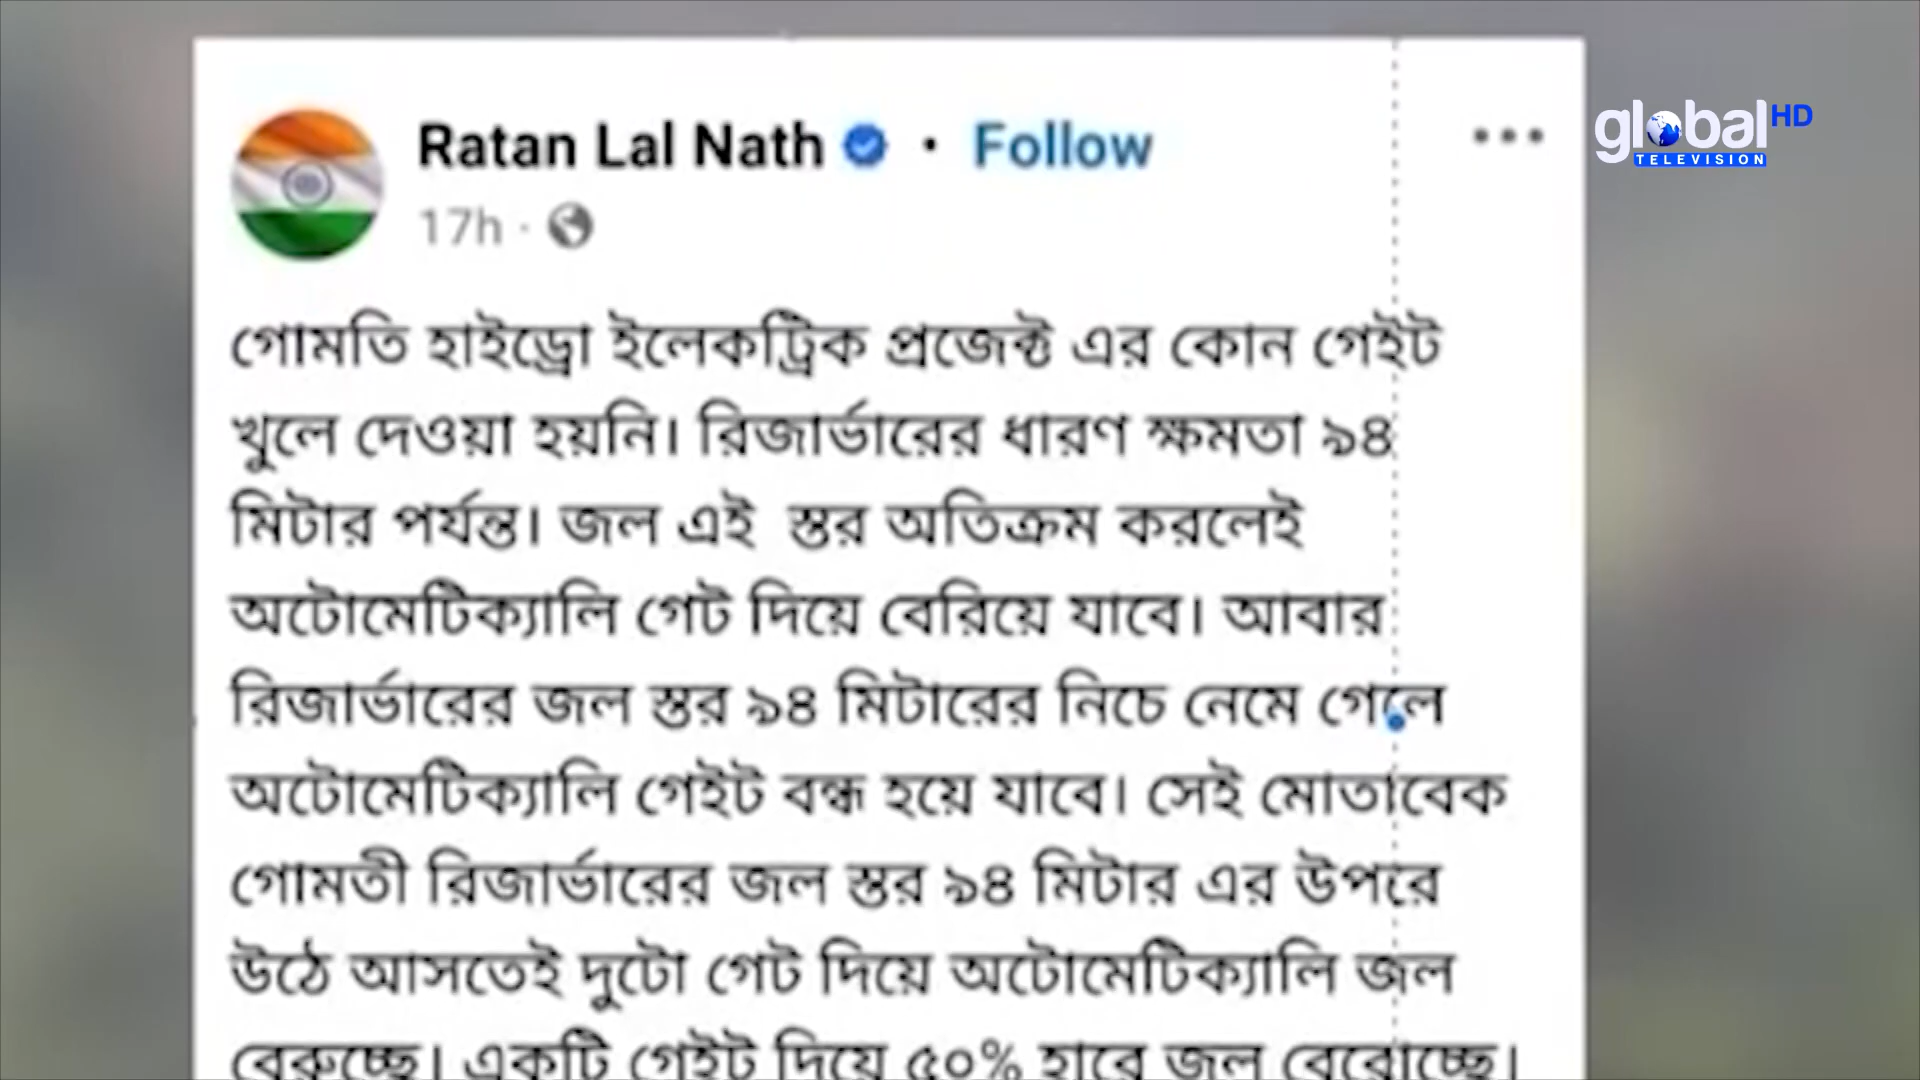 Ratan Lal Nath • Follow
17h ·
গোমতি হাইড্রো ইলেকট্রিক প্রজেক্ট এর কোন গেইট
খুলে দেওয়া হয়নি। রিজার্ভারের ধারণ ক্ষমতা ৯৪
মিটার পর্যন্ত। জল এই স্তর অতিক্রম করলেই
অটোমেটিক্যালি গেট দিয়ে বেরিয়ে যাবে। আবার
রিজার্ভারের জল স্তর ৯৪ মিটারের নিচে নেমে গেলে
অটোমেটিক্যালি গেইট বন্ধ হয়ে যাবে। সেই মোতাবেক
গোমতী রিজার্ভারের জল স্তর ৯৪ মিটার এর উপরে
উঠে আসতেই দুটো গেট দিয়ে অটোমেটিক্যালি জল
বেরুচ্ছে। একটি গেইট দিয়ে ৫০% হারে জল বেরোচ্ছে।
global HD
TELEVISION